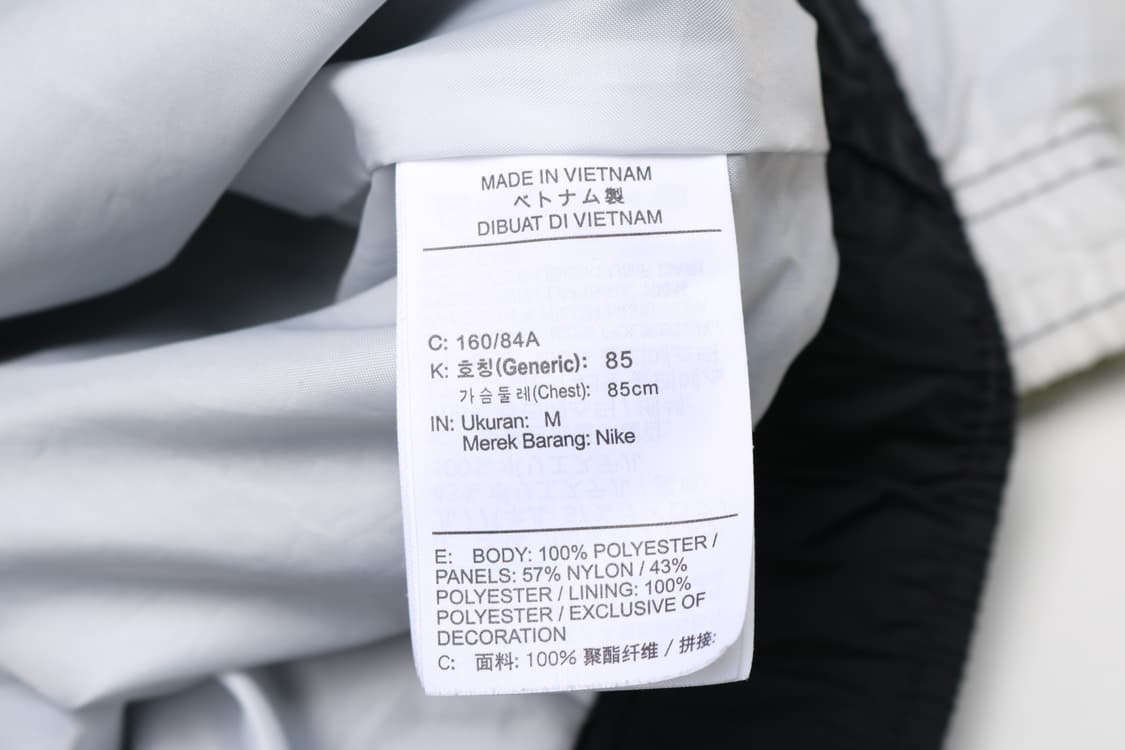 MADE IN VIETNAM
ベトナム製
DIBUAT DI VIETNAM
C: 160/84A
K: 호칭(Generic): 85
가슴둘레(Chest): 85cm
IN: Ukuran: M
Merek Barang: Nike
E: BODY: 100% POLYESTER /
PANELS: 57% NYLON / 43%
POLYESTER / LINING: 100%
POLYESTER / EXCLUSIVE OF
DECORATION
C: 面料: 100% 聚酯纤维 / 拼接: